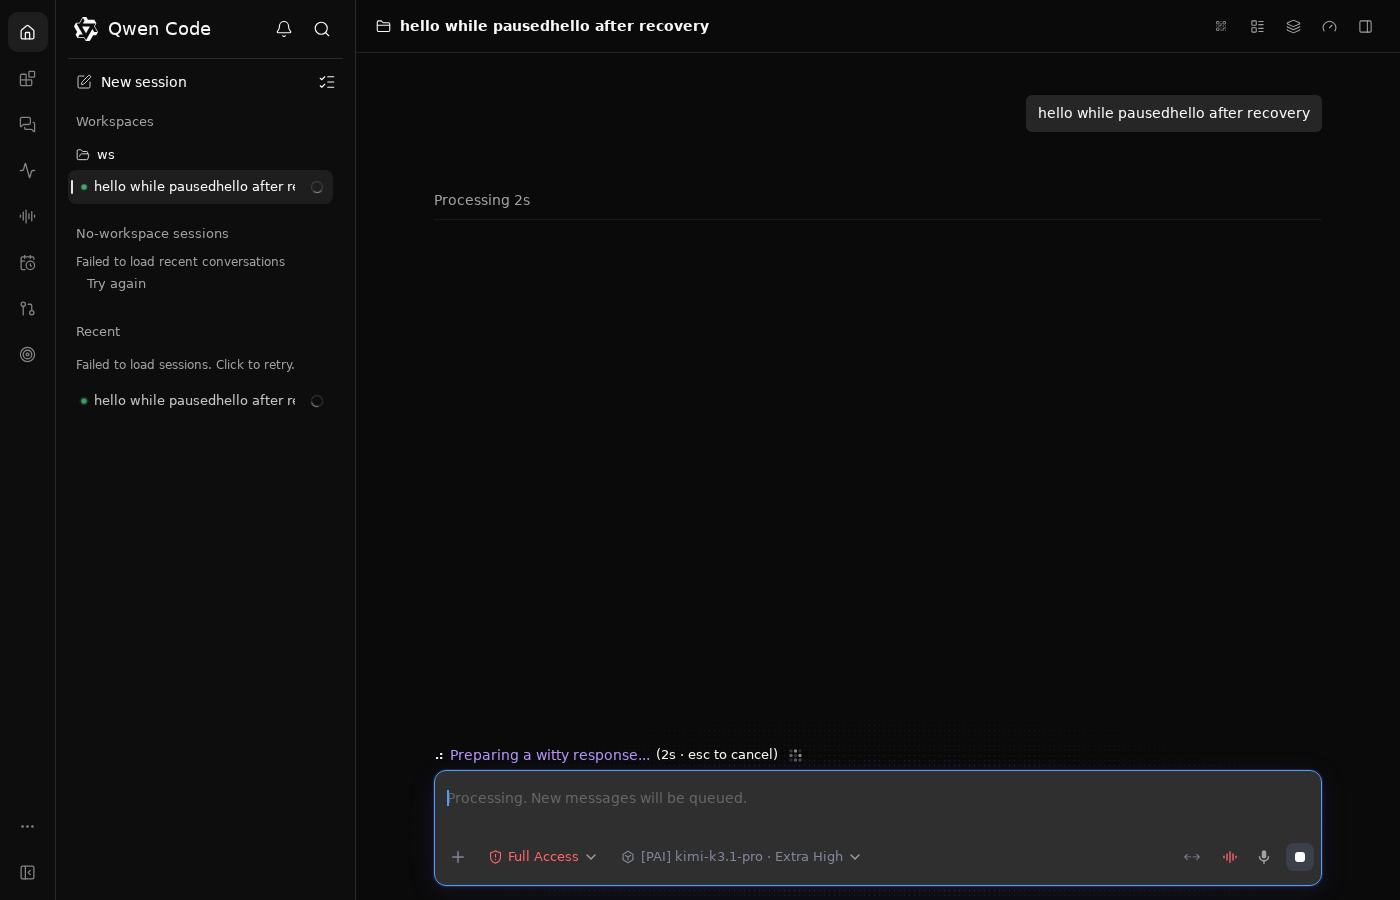 Qwen Code
New session
Workspaces
ws
hello while pausedhello after re
No-workspace sessions
Failed to load recent conversations
Try again
Recent
Failed to load sessions. Click to retry.
hello while pausedhello after re
hello while pausedhello after recovery
hello while pausedhello after recovery
Processing 2s
Preparing a witty response... (2s · esc to cancel)
Processing. New messages will be queued.
Full Access
[PAI] kimi-k3.1-pro · Extra High